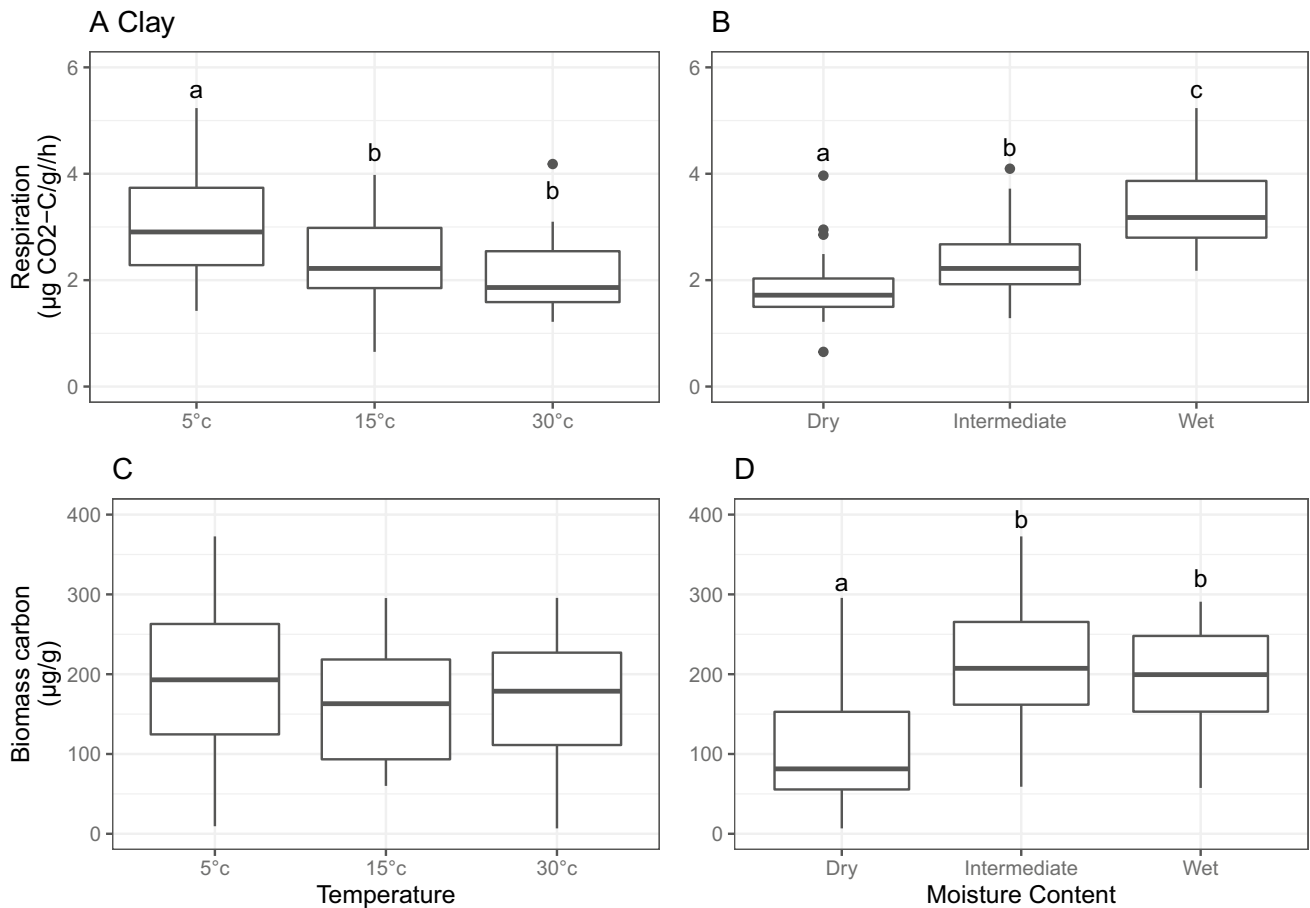 A Clay
B
6
4
2
0
a
b
b
5°c
15°c
30°c
Respiration
(µg CO2−C/g//h)
6
4
2
0
a
b
c
Dry
Intermediate
Wet
C
D
400
300
200
100
0
5°c
15°c
30°c
Temperature
Biomass carbon
(µg/g)
400
300
200
100
0
a
b
b
Dry
Intermediate
Wet
Moisture Content